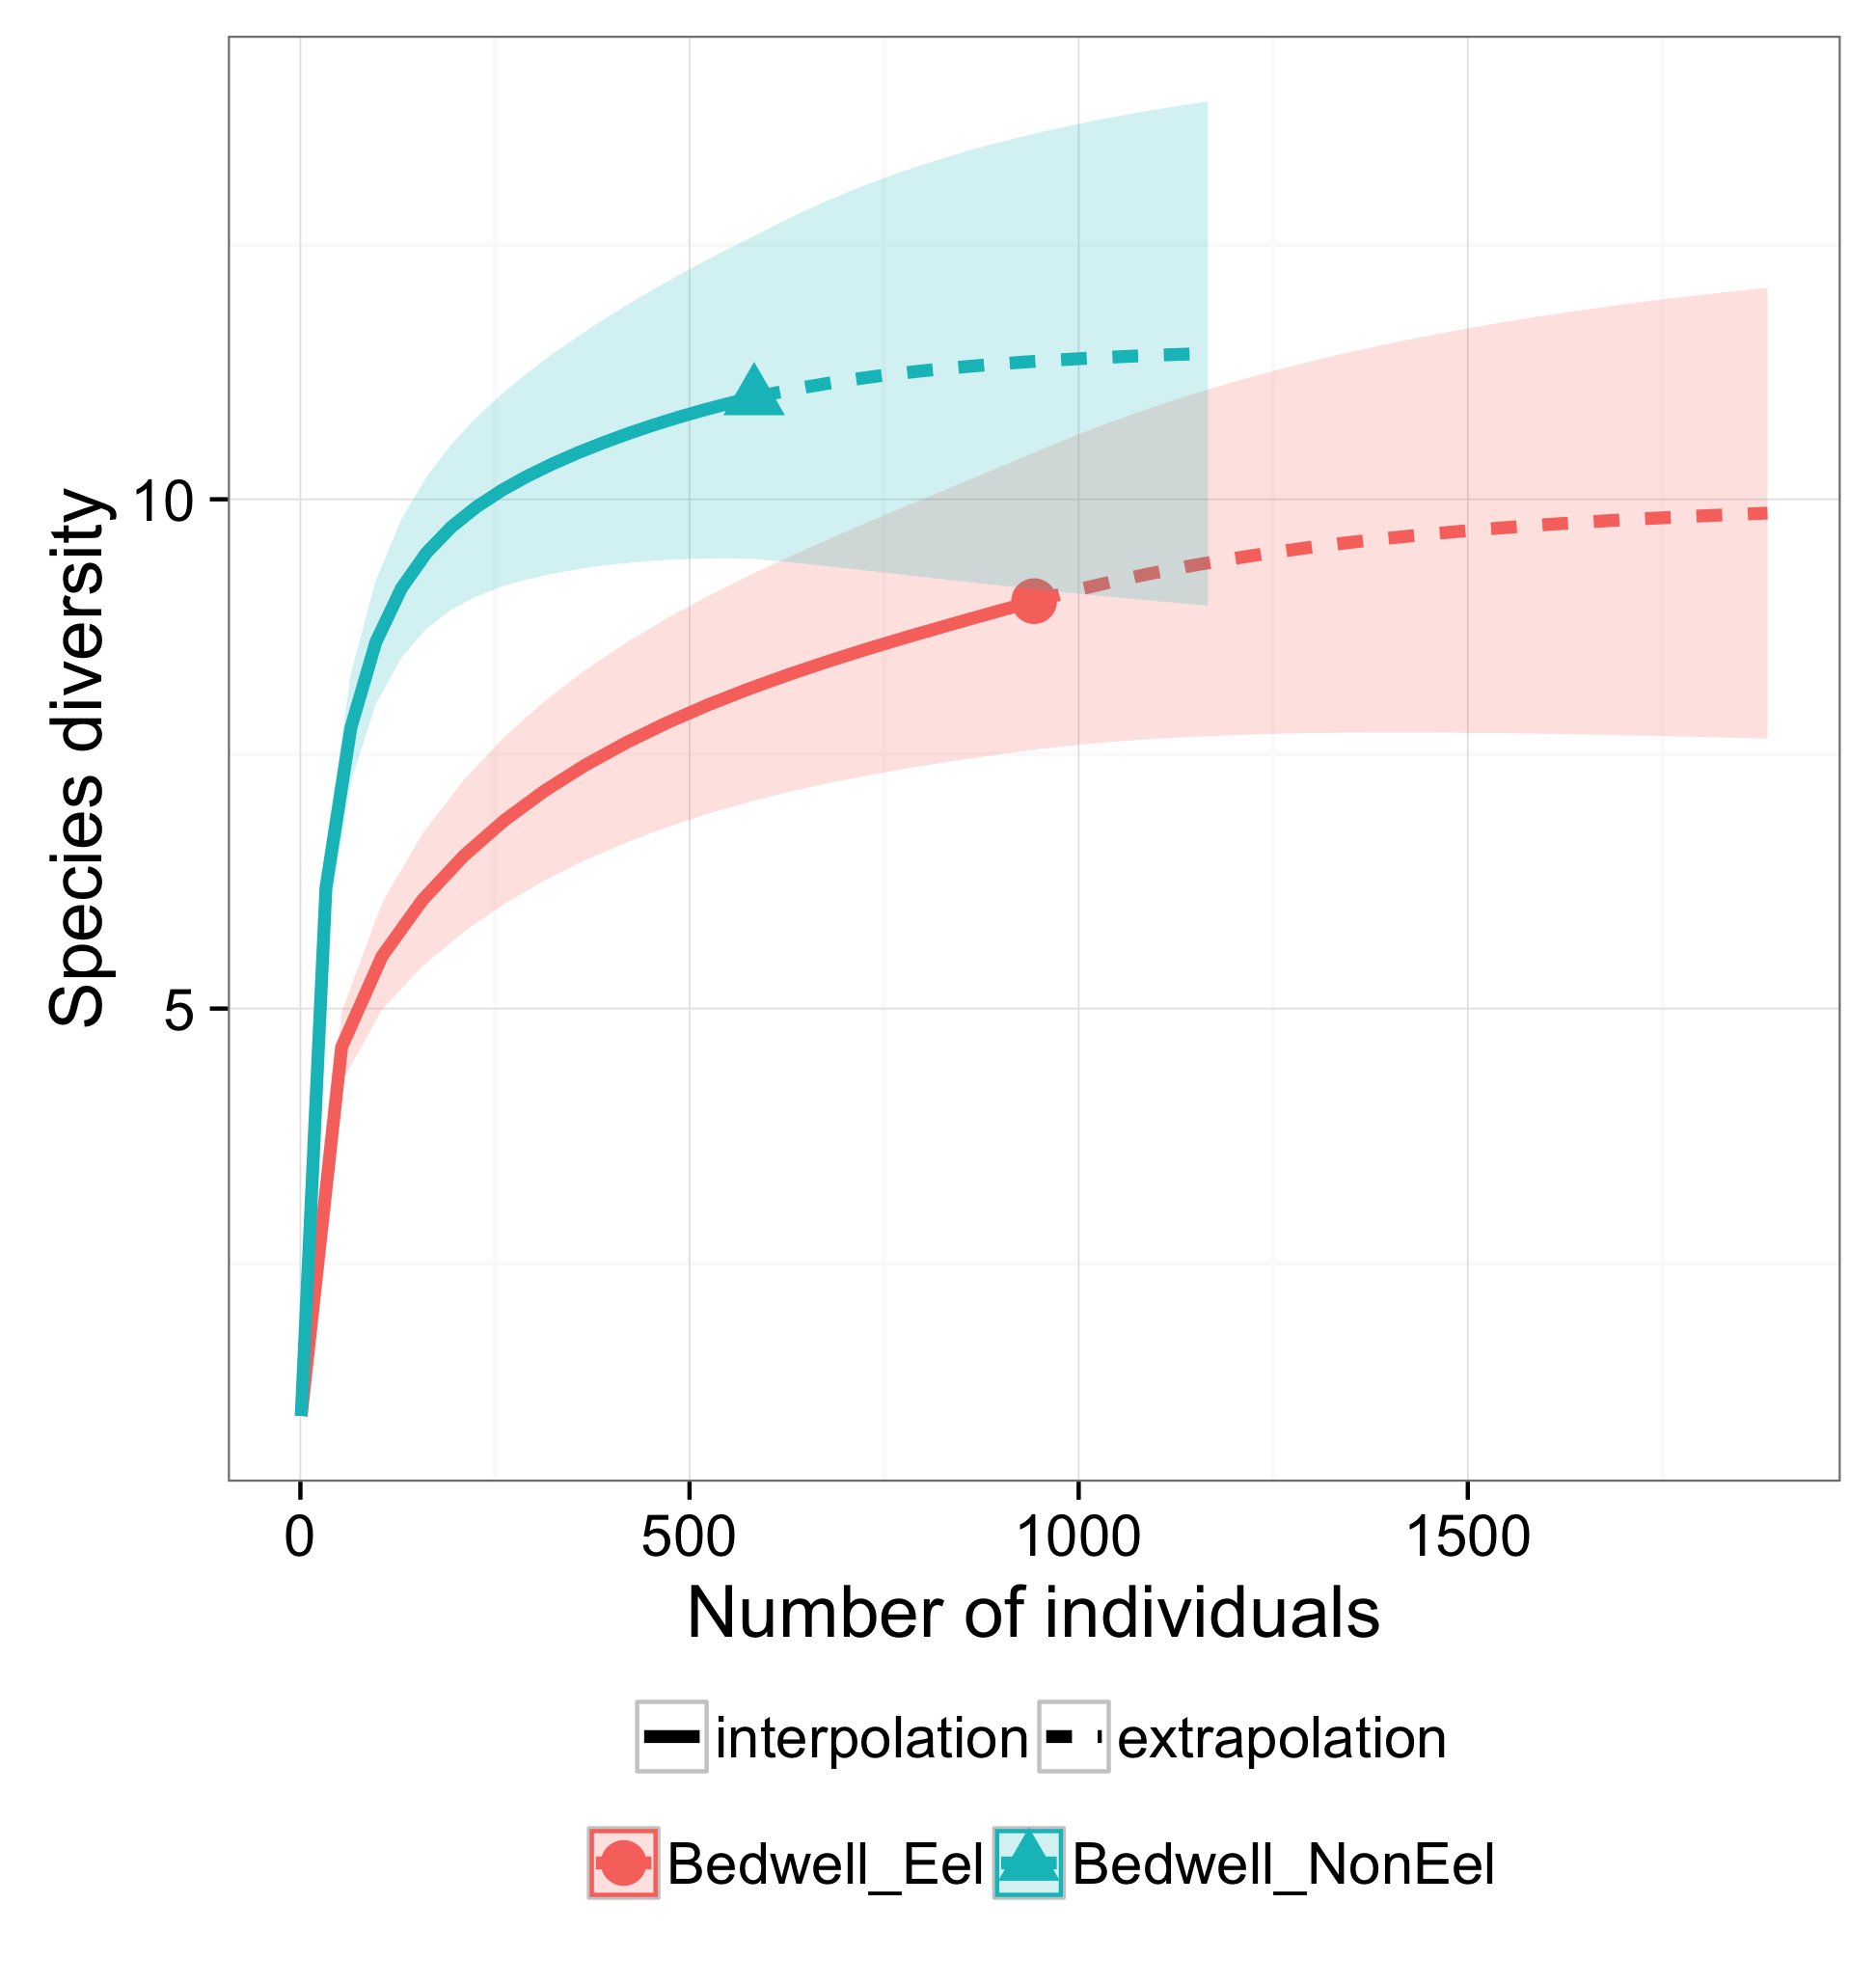 Species diversity
10
5
0 500 1000 1500
Number of individuals
interpolation extrapolation
Bedwell_Eel Bedwell_NonEel